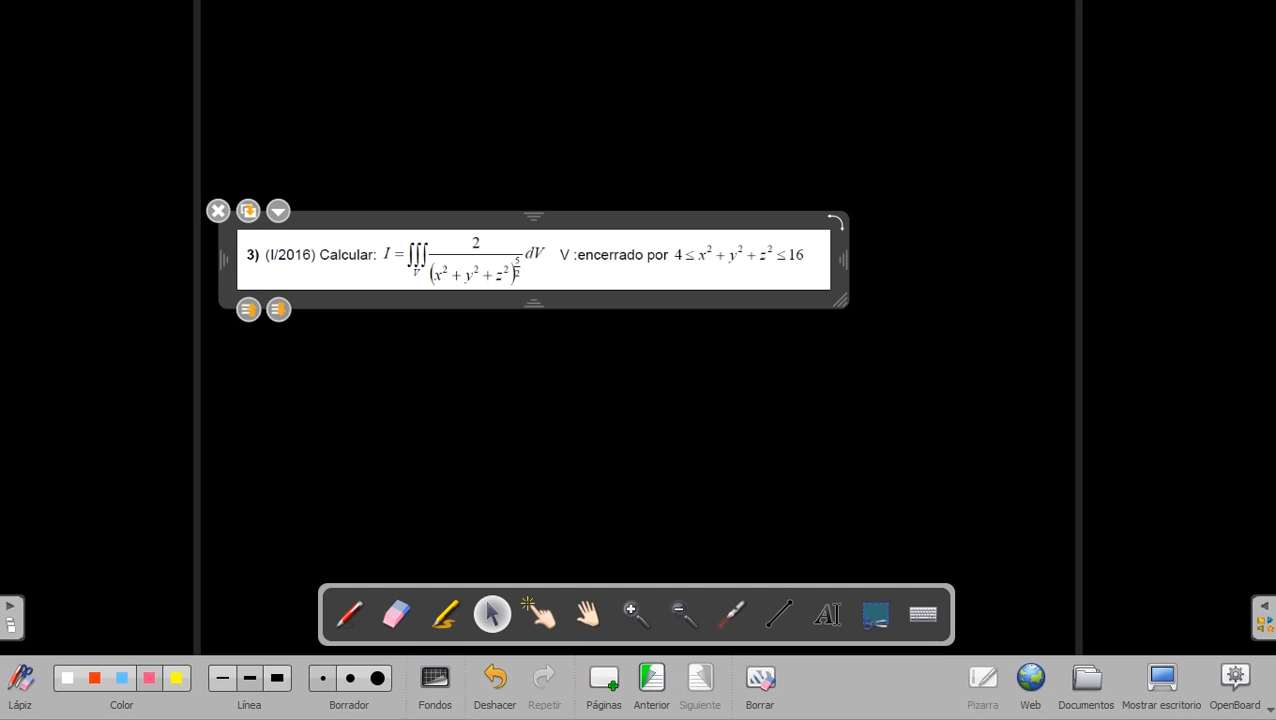 3) (I/2016) Calcular: I = ∭_V 2/(x² + y² + z²)^(5/2) dV   V :encerrado por 4 ≤ x² + y² + z² ≤ 16
AI
Lápiz Color Línea Borrador Fondos Deshacer Repetir Páginas Anterior Siguiente Borrar Pizarra Web Documentos Mostrar escritorio OpenBoard